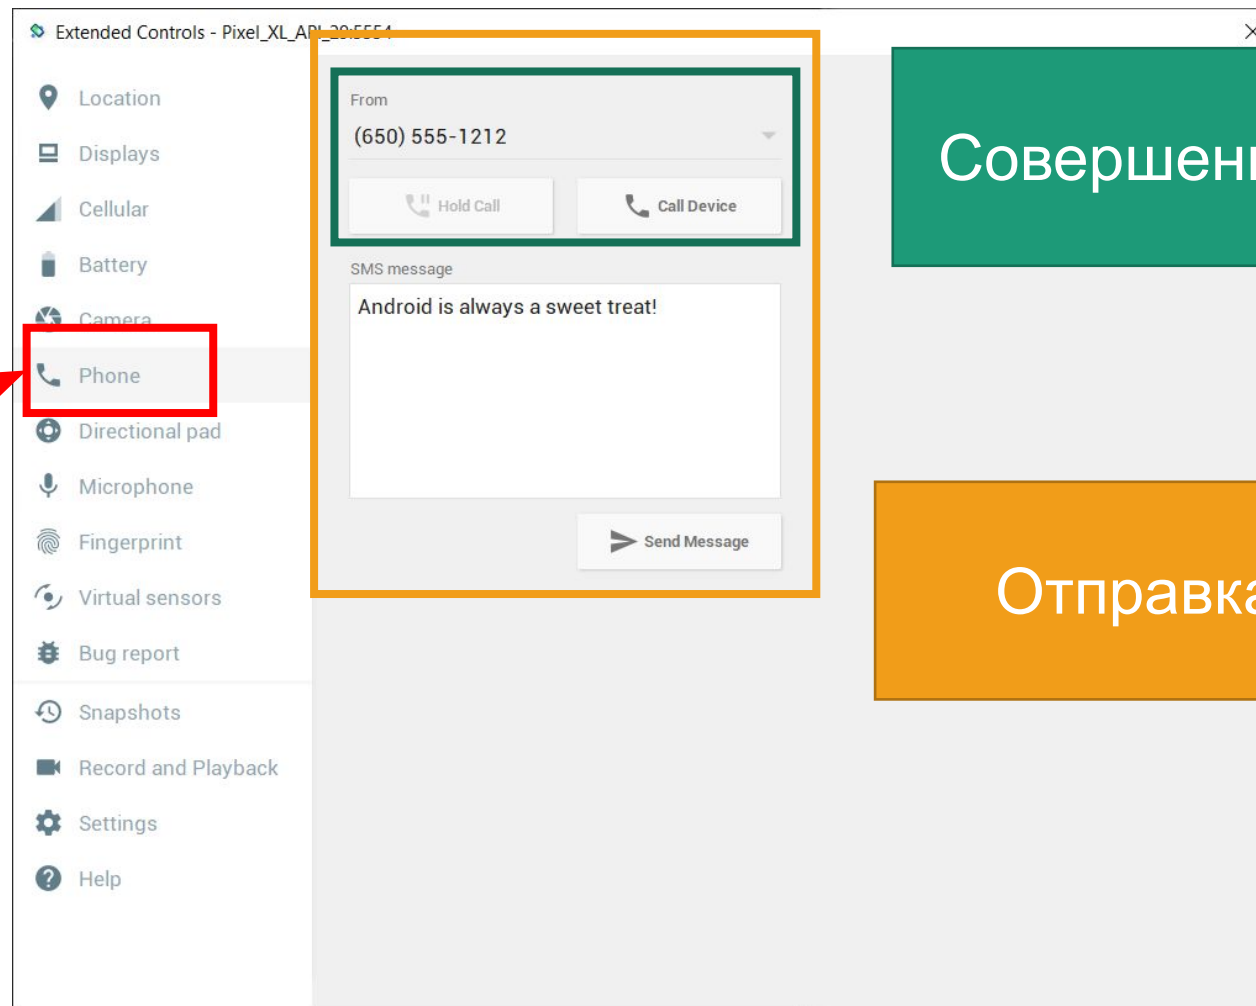 Extended Controls - Pixel_XL_API_29:5554
Location
Displays
Cellular
Battery
Camera
Phone
Directional pad
Microphone
Fingerprint
Virtual sensors
Bug report
Snapshots
Record and Playback
Settings
Help
From
(650) 555-1212
Hold Call
Call Device
SMS message
Android is always a sweet treat!
Send Message
Отправка